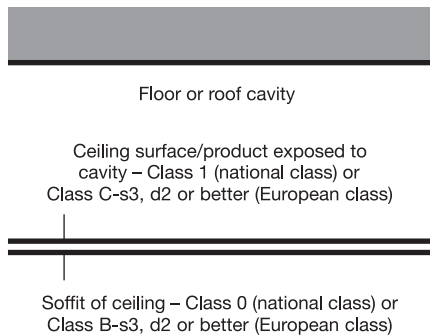 Floor or roof cavity
Ceiling surface/product exposed to
cavity – Class 1 (national class) or
Class C-s3, d2 or better (European class)
Soffit of ceiling – Class 0 (national class) or
Class B-s3, d2 or better (European class)